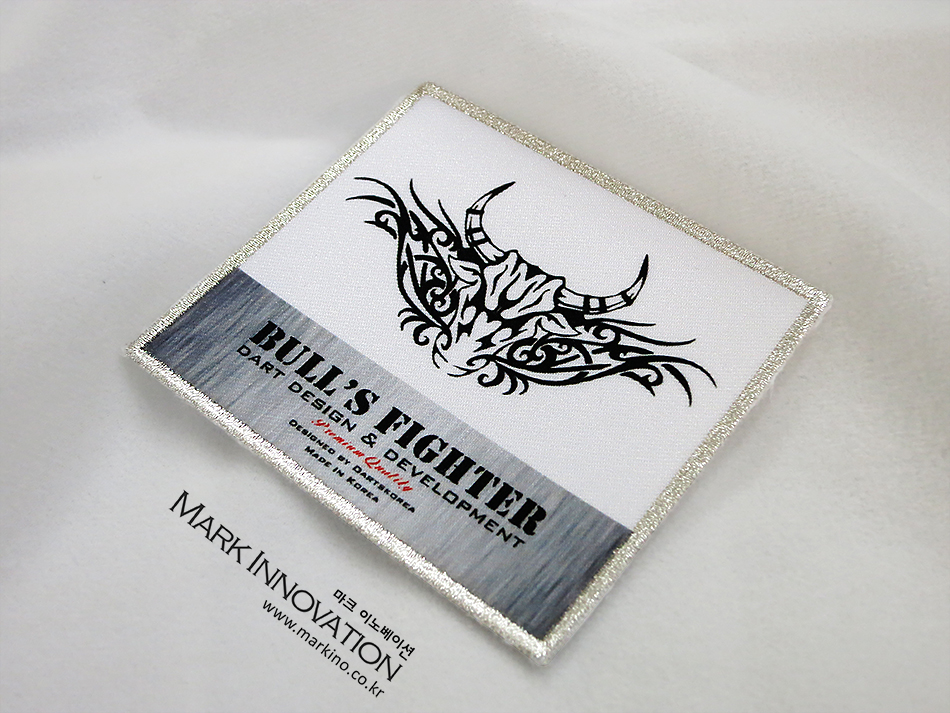 BULL'S FIGHTER
DART DESIGN & DEVELOPMENT
Premium Quality
DESIGNED BY DARTSKOREA
MADE IN KOREA
MARK INNOVATION
마크 이노베이션
www.markino.co.kr